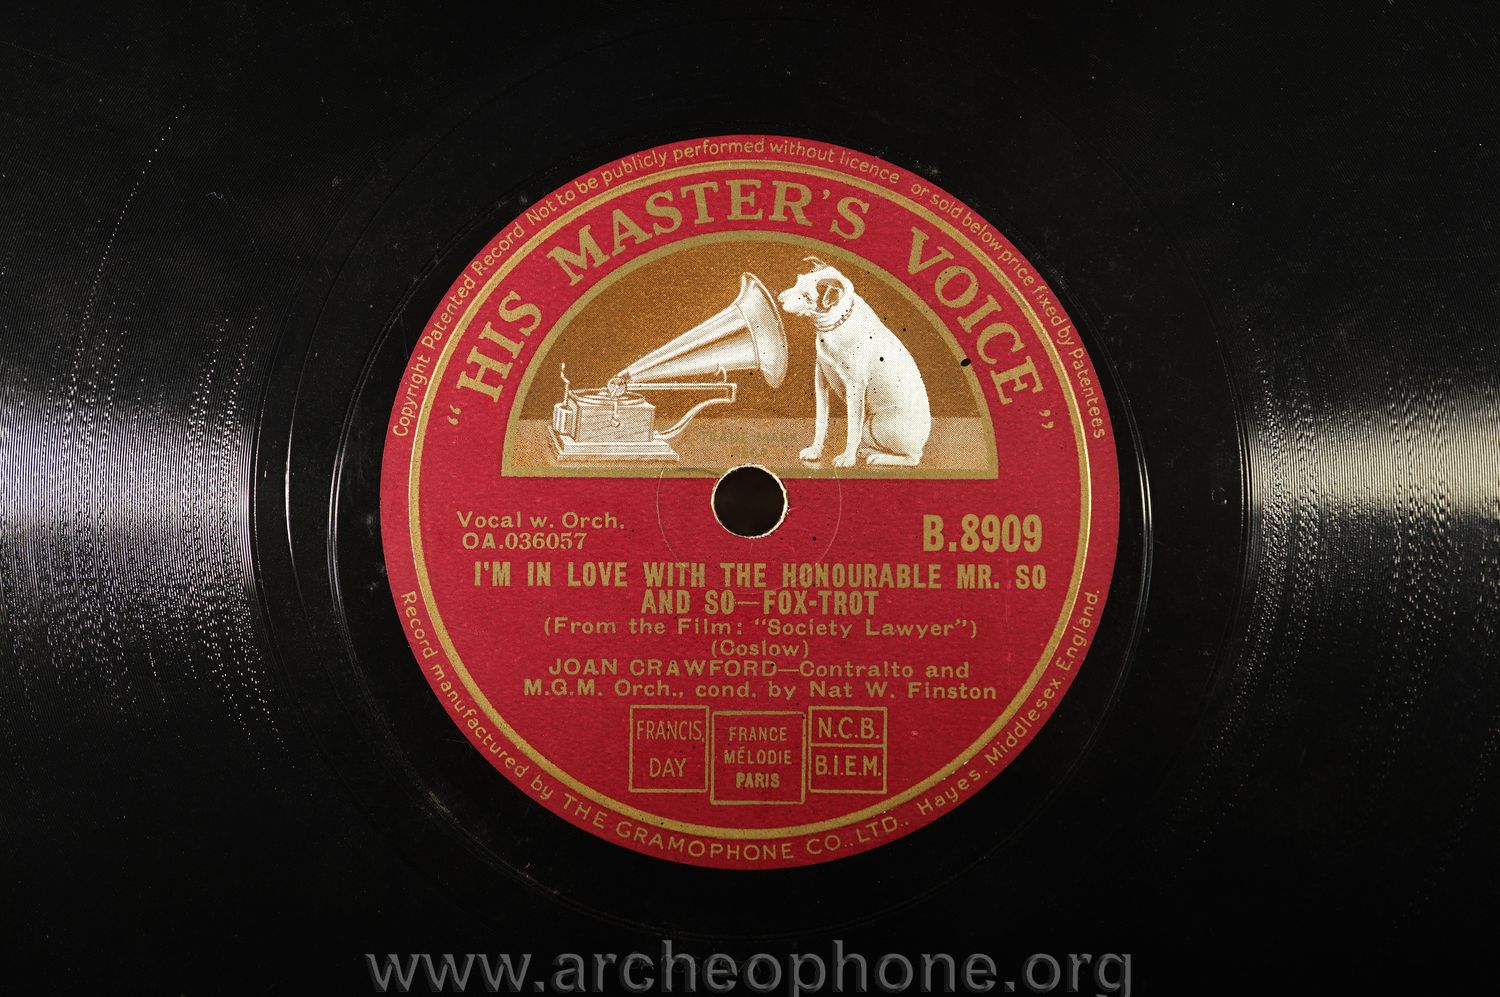 Copyright Patented Record Not to be publicly performed without licence or sold below price fixed by Patentees
"HIS MASTER'S VOICE"
TRADE MARK
Vocal w. Orch.
OA.036057
B.8909
I'M IN LOVE WITH THE HONOURABLE MR. SO
AND SO—FOX-TROT
(From the Film: "Society Lawyer")
(Coslow)
JOAN CRAWFORD—Contralto and
M.G.M. Orch., cond. by Nat W. Finston
FRANCIS,
DAY
FRANCE
MÉLODIE
PARIS
N.C.B.
B.I.E.M.
Record manufactured by THE GRAMOPHONE CO., LTD., Hayes, Middlesex, England.
www.archeophone.org